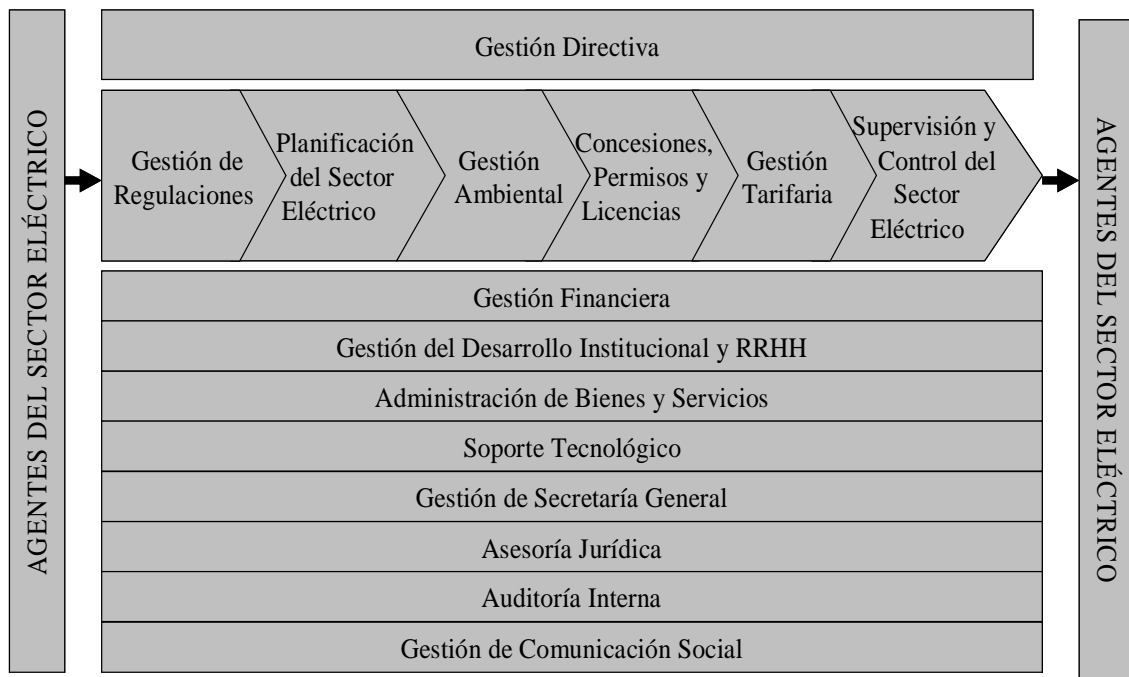 AGENTES DEL SECTOR ELÉCTRICO
Gestión Directiva
Gestión de
Regulaciones
Planificación
del Sector
Eléctrico
Gestión
Ambiental
Concesiones,
Permisos y
Licencias
Gestión
Tarifaria
Supervisión y
Control del
Sector
Eléctrico
Gestión Financiera
Gestión del Desarrollo Institucional y RRHH
Administración de Bienes y Servicios
Soporte Tecnológico
Gestión de Secretaría General
Asesoría Jurídica
Auditoría Interna
Gestión de Comunicación Social
AGENTES DEL SECTOR ELÉCTRICO